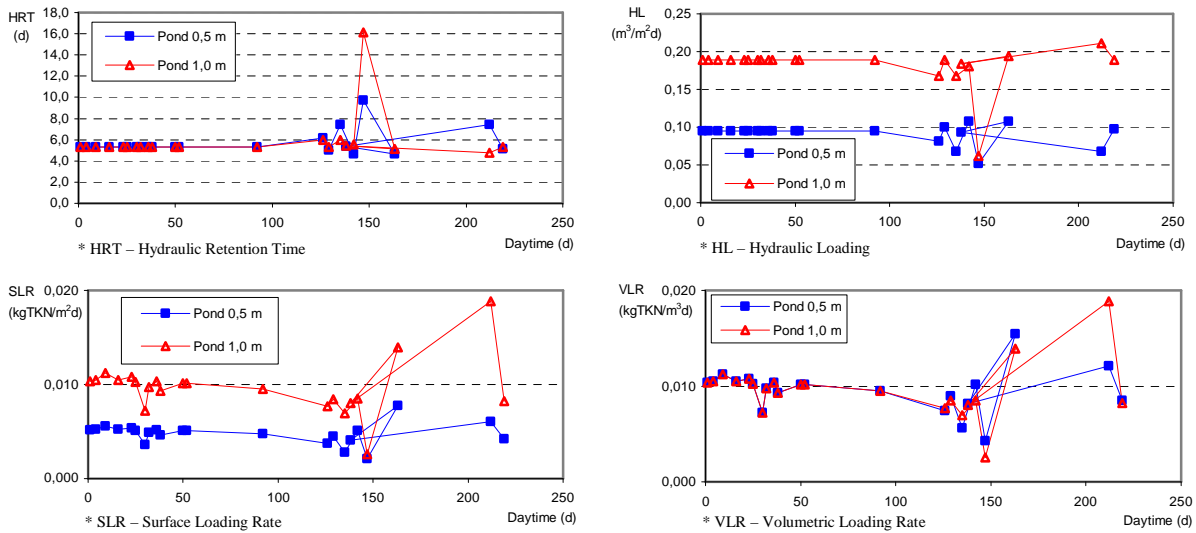 HRT
(d)
18,0
16,0
14,0
12,0
10,0
8,0
6,0
4,0
2,0
0,0
Pond 0,5 m
Pond 1,0 m
0 50 100 150 200 250
Daytime (d)
* HRT – Hydraulic Retention Time
HL
(m³/m²d)
0,25
0,20
0,15
0,10
0,05
0,00
Pond 0,5 m
Pond 1,0 m
0 50 100 150 200 250
Daytime (d)
* HL – Hydraulic Loading
SLR
(kgTKN/m²d)
0,020
0,010
0,000
Pond 0,5 m
Pond 1,0 m
0 50 100 150 200 250
Daytime (d)
* SLR – Surface Loading Rate
VLR
(kgTKN/m³d)
0,020
0,010
0,000
Pond 0,5 m
Pond 1,0 m
0 50 100 150 200 250
Daytime (d)
* VLR – Volumetric Loading Rate